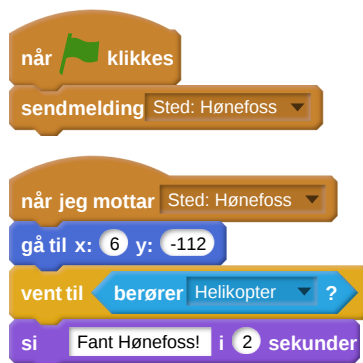 når klikkes
sendmelding Sted: Hønefoss
når jeg mottar Sted: Hønefoss
gå til x: 6 y: -112
vent til berører Helikopter ?
si Fant Hønefoss! i 2 sekunder